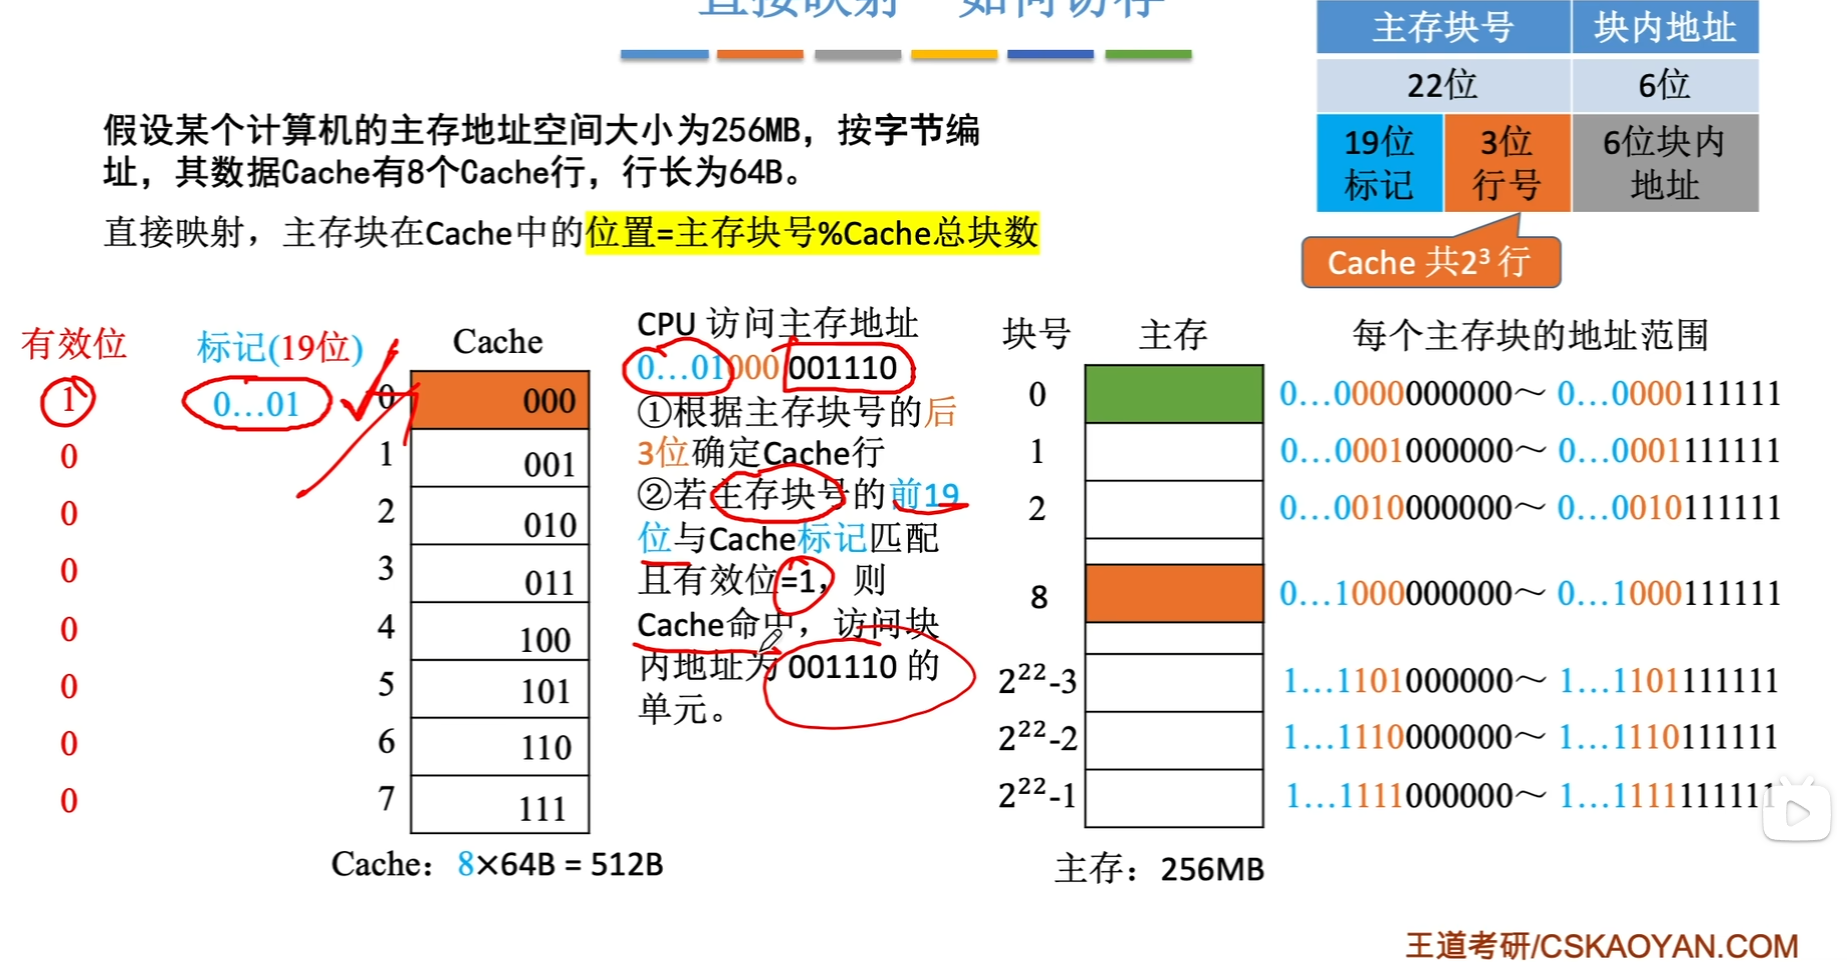 直接映射 如何访存
主存块号 块内地址
22位 6位
19位标记 3位行号 6位块内地址
Cache 共2³ 行
假设某个计算机的主存地址空间大小为256MB，按字节编
址，其数据Cache有8个Cache行，行长为64B。
直接映射，主存块在Cache中的位置=主存块号%Cache总块数
有效位 标记(19位) Cache
1 0...01 0 000
0 1 001
0 2 010
0 3 011
0 4 100
0 5 101
0 6 110
0 7 111
Cache：8×64B = 512B
CPU 访问主存地址
0...01000 001110：
①根据主存块号的后
3位确定Cache行
②若主存块号的前19
位与Cache标记匹配
且有效位=1，则
Cache命中，访问块
内地址为 001110 的
单元。
块号 主存 每个主存块的地址范围
0 0...0000000000～ 0...0000111111
1 0...0001000000～ 0...0001111111
2 0...0010000000～ 0...0010111111
8 0...1000000000～ 0...1000111111
2²²-3 1...1101000000～ 1...1101111111
2²²-2 1...1110000000～ 1...1110111111
2²²-1 1...1111000000～ 1...1111111111
主存：256MB
王道考研/CSKAOYAN.COM